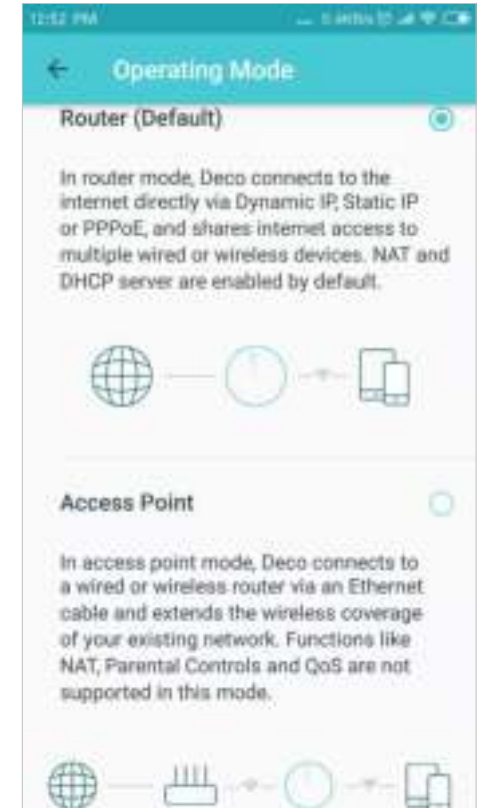 12:52 PM
Operating Mode
Router (Default)
In router mode, Deco connects to the
internet directly via Dynamic IP, Static IP
or PPPoE, and shares internet access to
multiple wired or wireless devices. NAT and
DHCP server are enabled by default.
Access Point
In access point mode, Deco connects to
a wired or wireless router via an Ethernet
cable and extends the wireless coverage
of your existing network. Functions like
NAT, Parental Controls and QoS are not
supported in this mode.